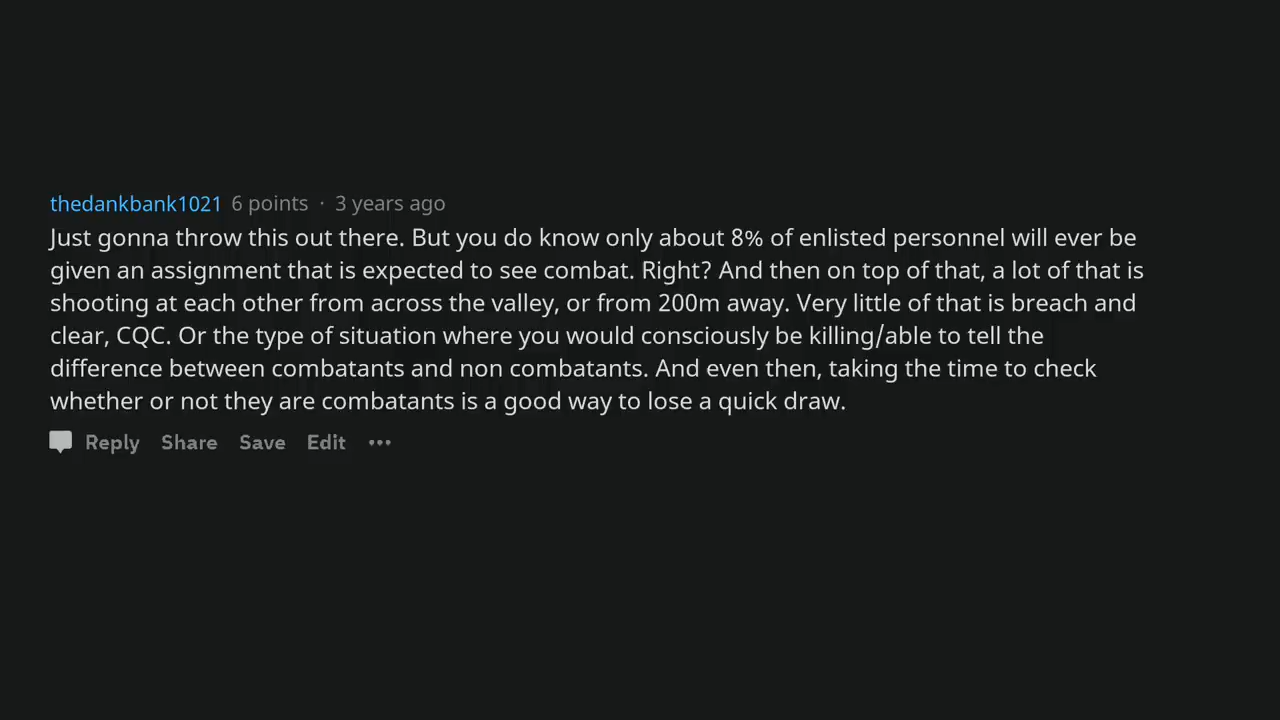 thedankbank1021 6 points · 3 years ago
Just gonna throw this out there. But you do know only about 8% of enlisted personnel will ever be
given an assignment that is expected to see combat. Right? And then on top of that, a lot of that is
shooting at each other from across the valley, or from 200m away. Very little of that is breach and
clear, CQC. Or the type of situation where you would consciously be killing/able to tell the
difference between combatants and non combatants. And even then, taking the time to check
whether or not they are combatants is a good way to lose a quick draw.
Reply Share Save Edit •••